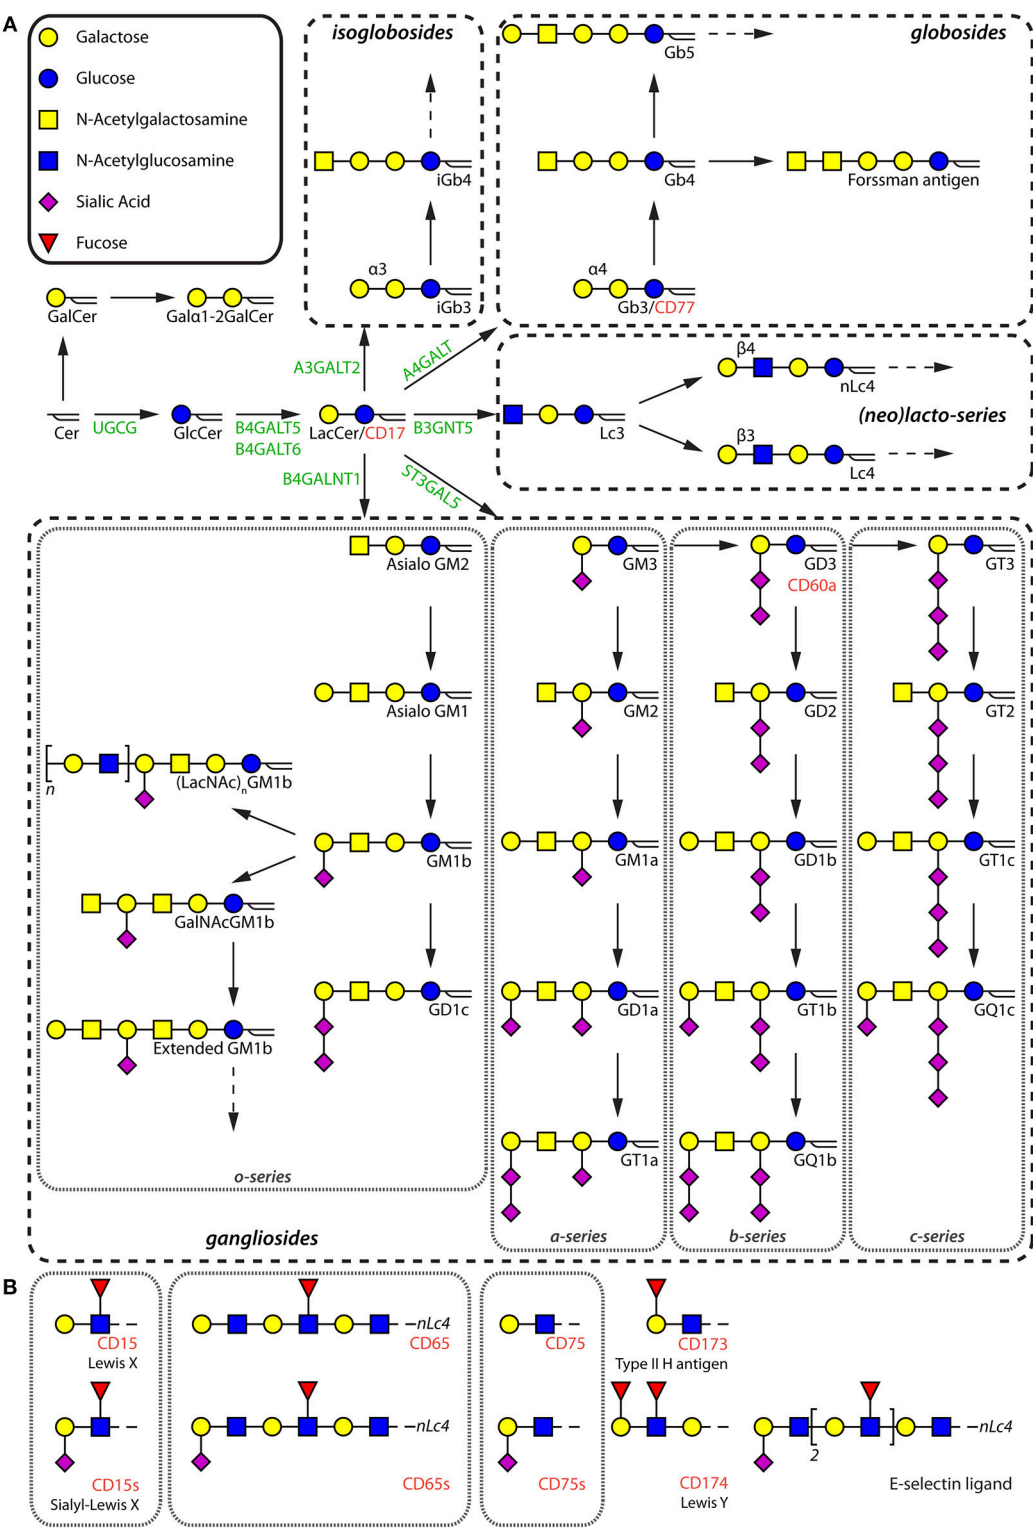 A
Galactose
Glucose
N-Acetylgalactosamine
N-Acetylglucosamine
Sialic Acid
Fucose
isoglobosides
iGb4
α3
iGb3
globosides
Gb5
Gb4
Forssman antigen
α4
Gb3/CD77
GalCer
Galα1-2GalCer
A3GALT2
A4GALT
Cer
UGCG
GlcCer
B4GALT5
B4GALT6
LacCer/CD17
B3GNT5
B4GALNT1
ST3GAL5
Lc3
β4
nLc4
(neo)lacto-series
β3
Lc4
Asialo GM2
Asialo GM1
(LacNAc)nGM1b
n
GM1b
GalNAcGM1b
GD1c
Extended GM1b
o-series
gangliosides
GM3
GM2
GM1a
GD1a
GT1a
a-series
GD3
CD60a
GD2
GD1b
GT1b
GQ1b
b-series
GT3
GT2
GT1c
GQ1c
c-series
B
CD15
Lewis X
nLc4
CD65
CD75
CD173
Type II H antigen
CD15s
Sialyl-Lewis X
nLc4
CD65s
CD75s
CD174
Lewis Y
2
nLc4
E-selectin ligand